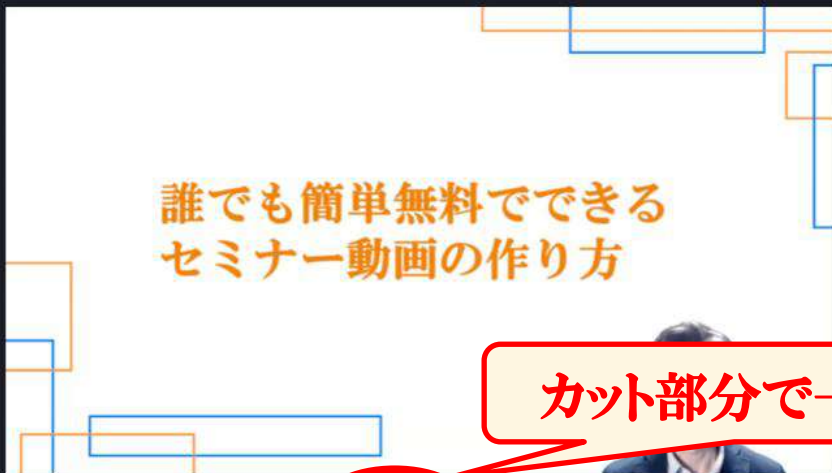 誰でも簡単無料でできる
セミナー動画の作り方
カット部分で